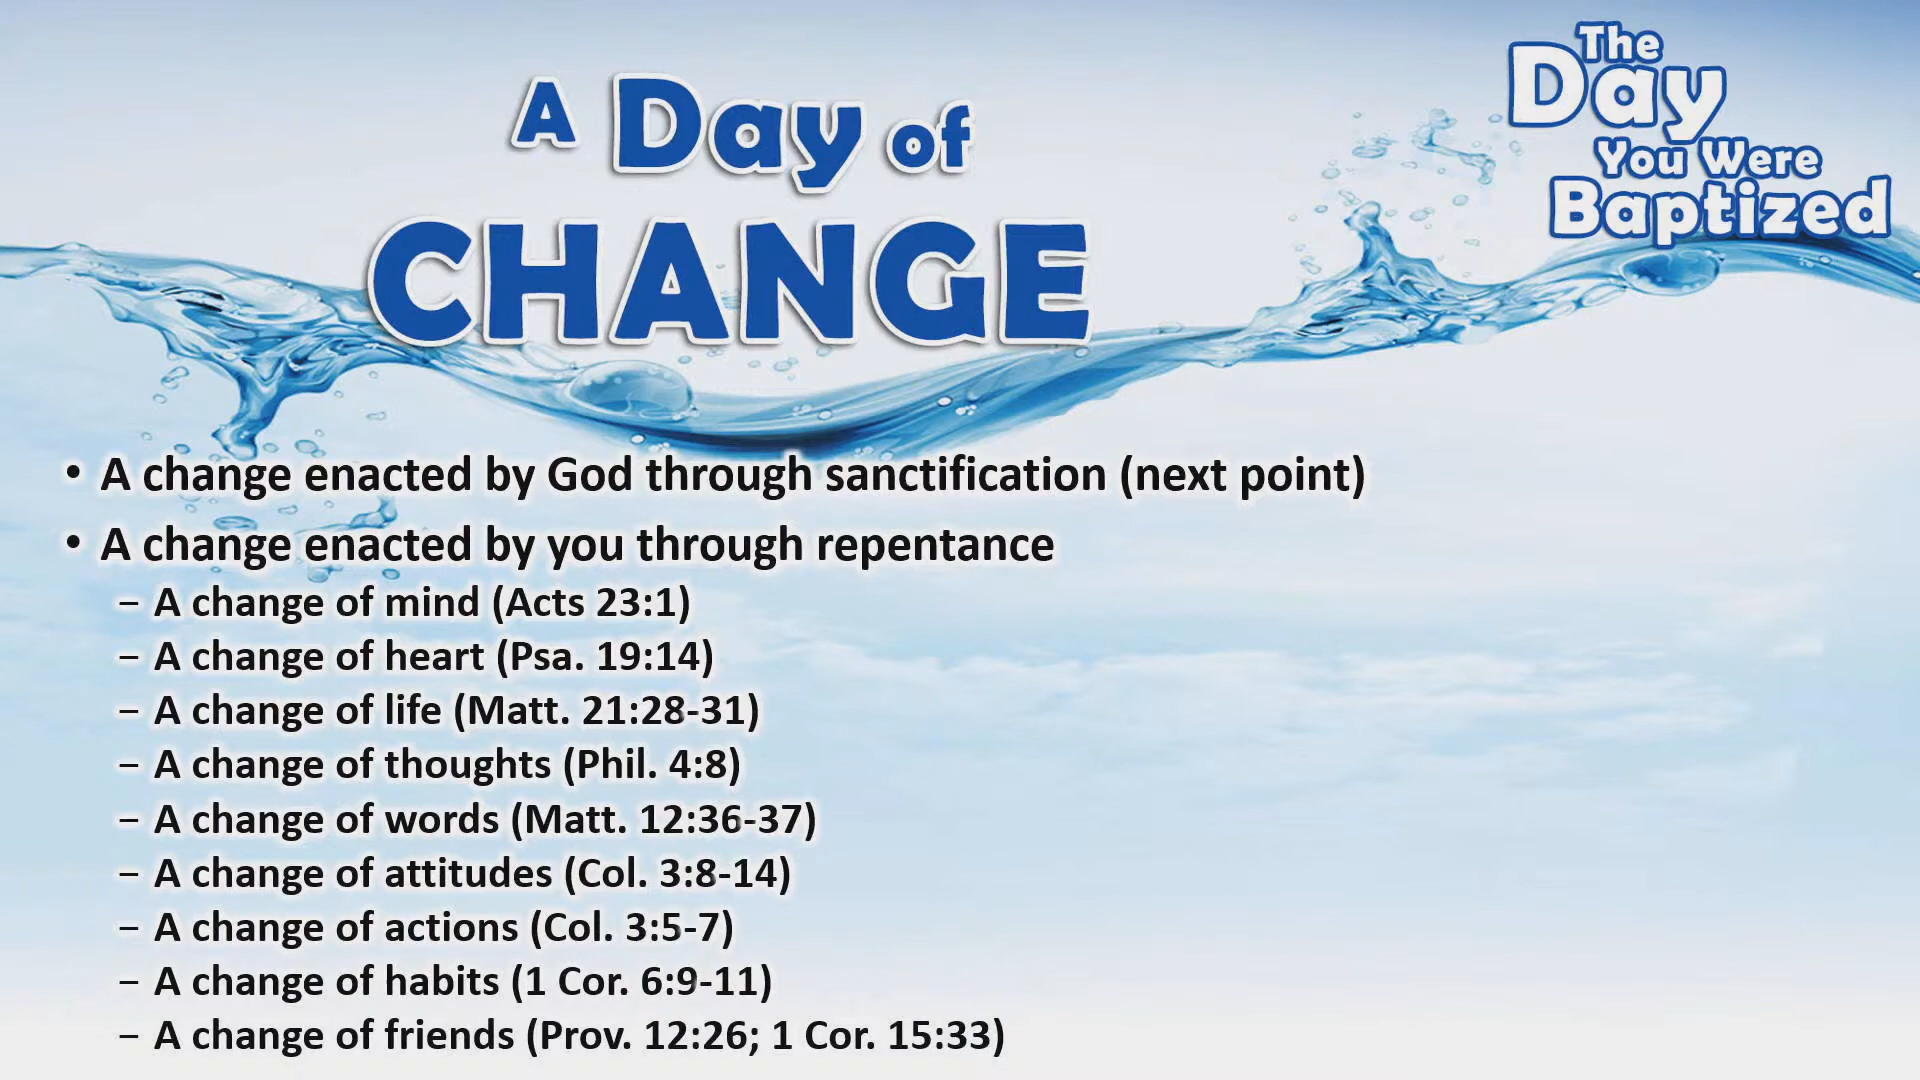 The
Day
You Were
Baptized
A Day of
CHANGE
• A change enacted by God through sanctification (next point)
• A change enacted by you through repentance
– A change of mind (Acts 23:1)
– A change of heart (Psa. 19:14)
– A change of life (Matt. 21:28-31)
– A change of thoughts (Phil. 4:8)
– A change of words (Matt. 12:36-37)
– A change of attitudes (Col. 3:8-14)
– A change of actions (Col. 3:5-7)
– A change of habits (1 Cor. 6:9-11)
– A change of friends (Prov. 12:26; 1 Cor. 15:33)